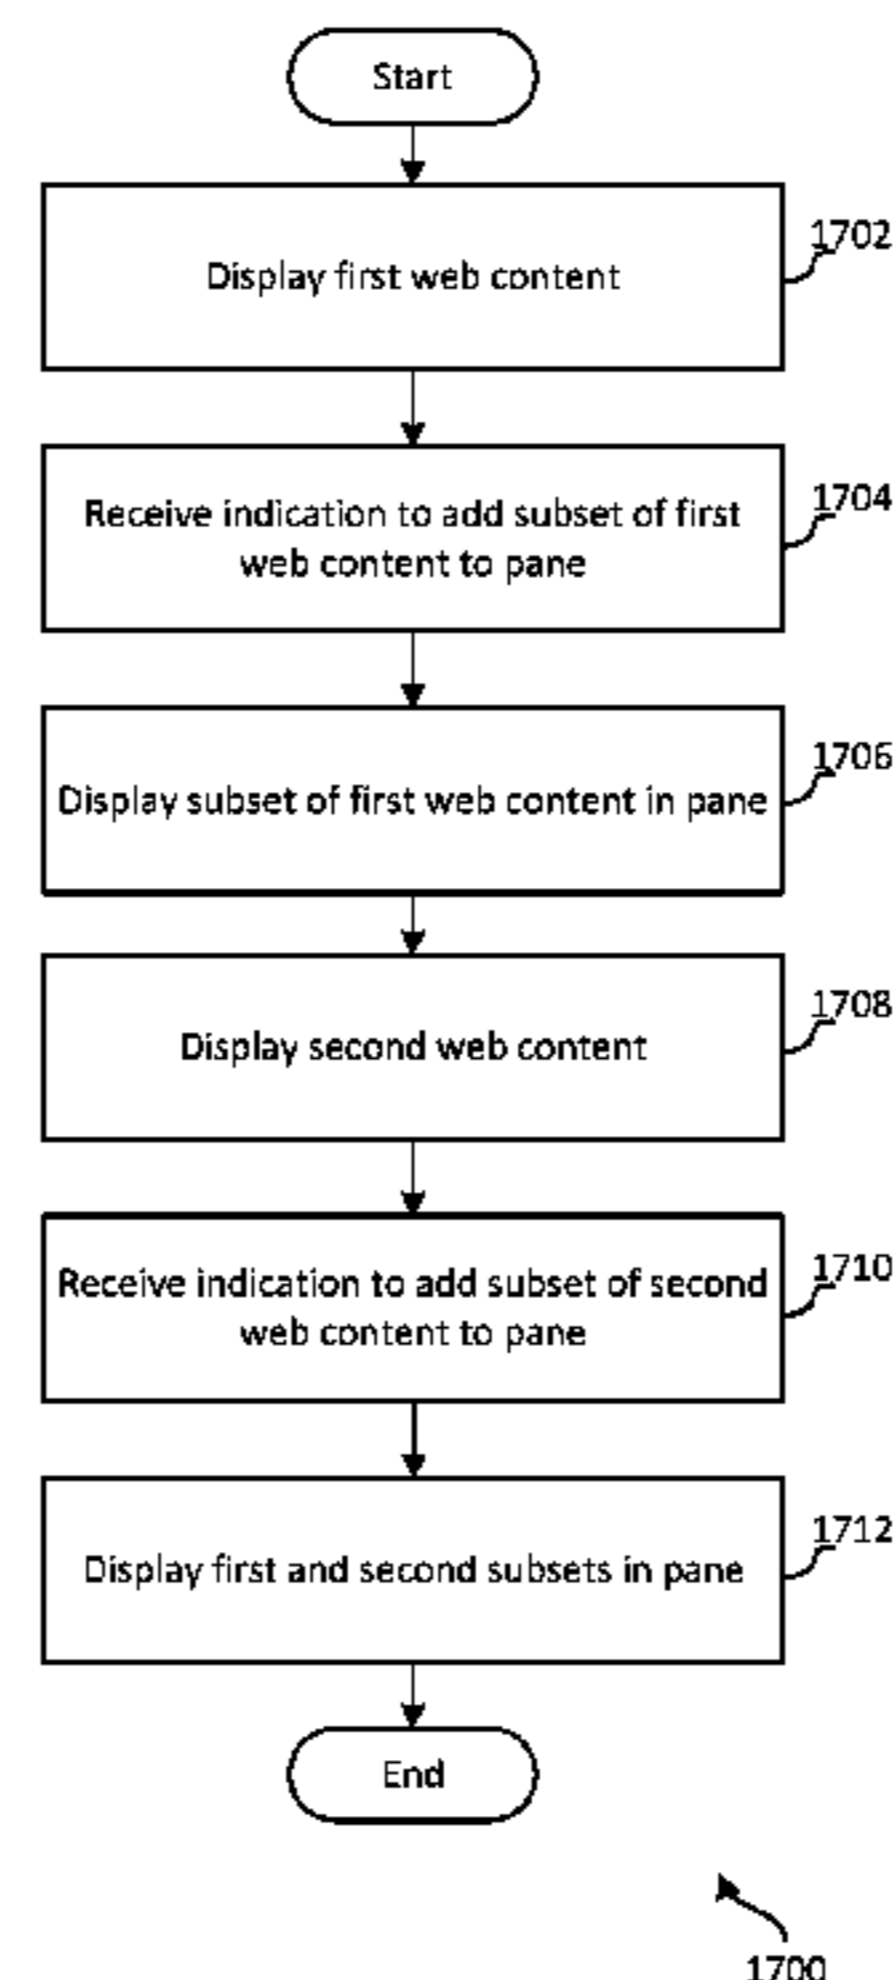 Start
Display first web content
1702
Receive indication to add subset of first
web content to pane
1704
Display subset of first web content in pane
1706
Display second web content
1708
Receive indication to add subset of second
web content to pane
1710
Display first and second subsets in pane
1712
End
1700